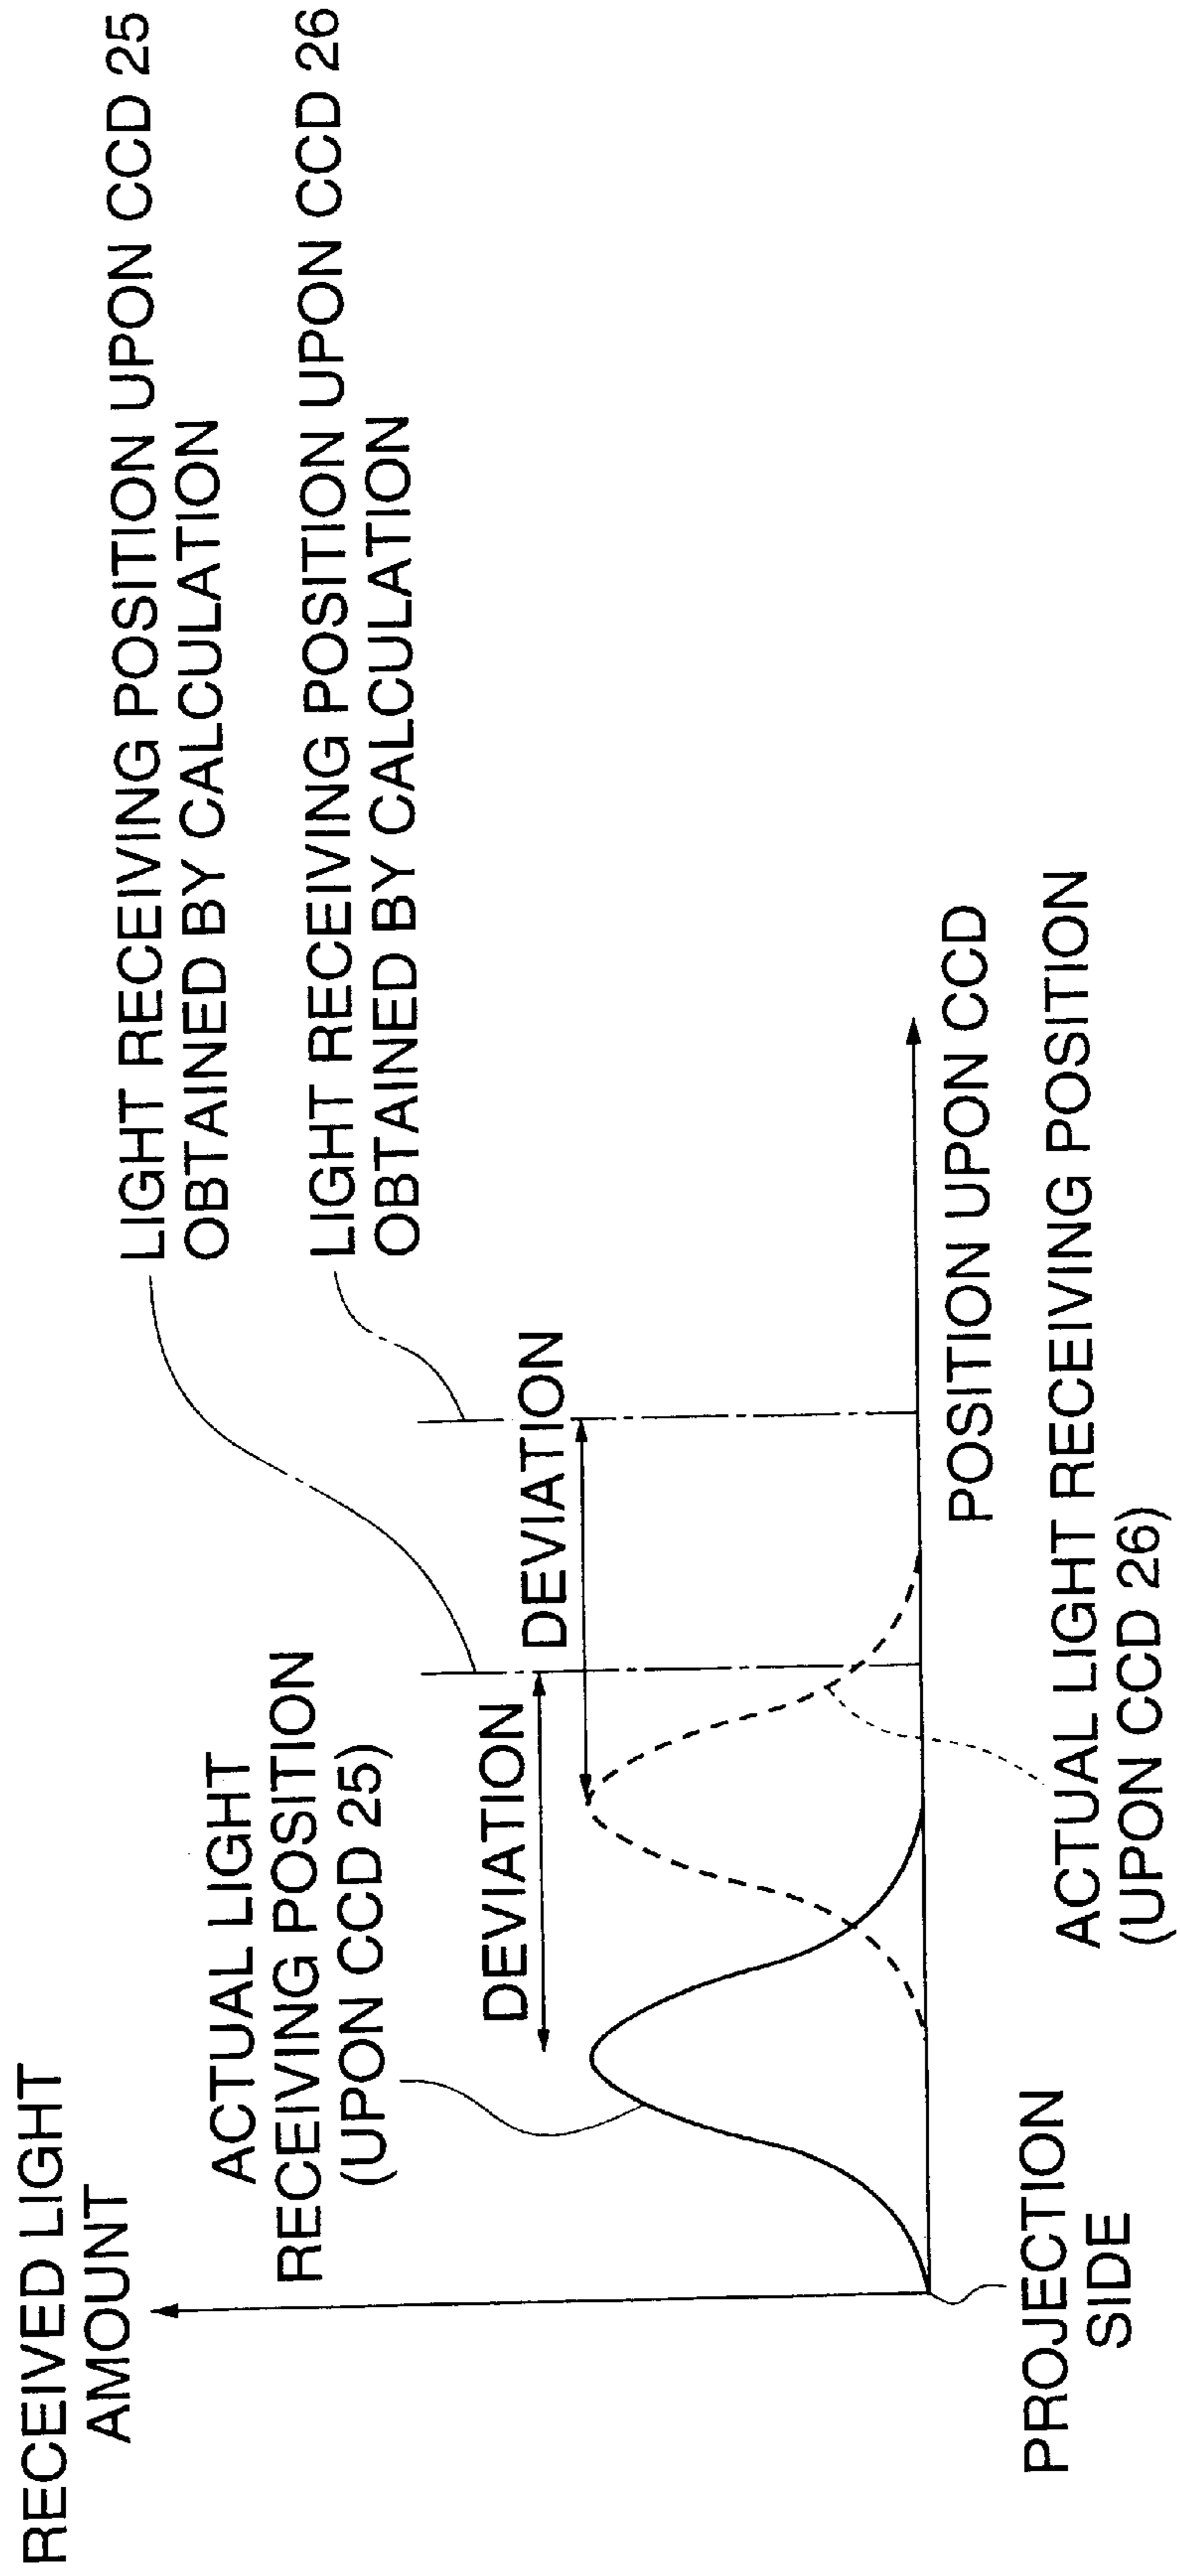 RECEIVED LIGHT
AMOUNT
LIGHT RECEIVING POSITION UPON CCD 25
OBTAINED BY CALCULATION
ACTUAL LIGHT
RECEIVING POSITION
(UPON CCD 25)
LIGHT RECEIVING POSITION UPON CCD 26
OBTAINED BY CALCULATION
DEVIATION
DEVIATION
POSITION UPON CCD
PROJECTION
SIDE
ACTUAL LIGHT RECEIVING POSITION
(UPON CCD 26)